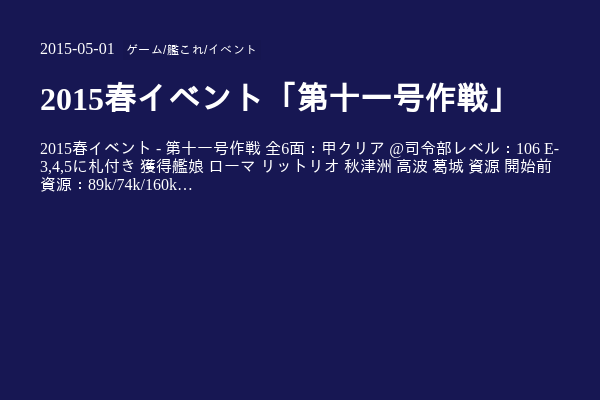 2015-05-01 ゲーム/艦これ/イベント
2015春イベント「第十一号作戦」
2015春イベント - 第十一号作戦 全6面：甲クリア @司令部レベル：106 E-
3,4,5に札付き 獲得艦娘 ローマ リットリオ 秋津洲 高波 葛城 資源 開始前
資源：89k/74k/160k…